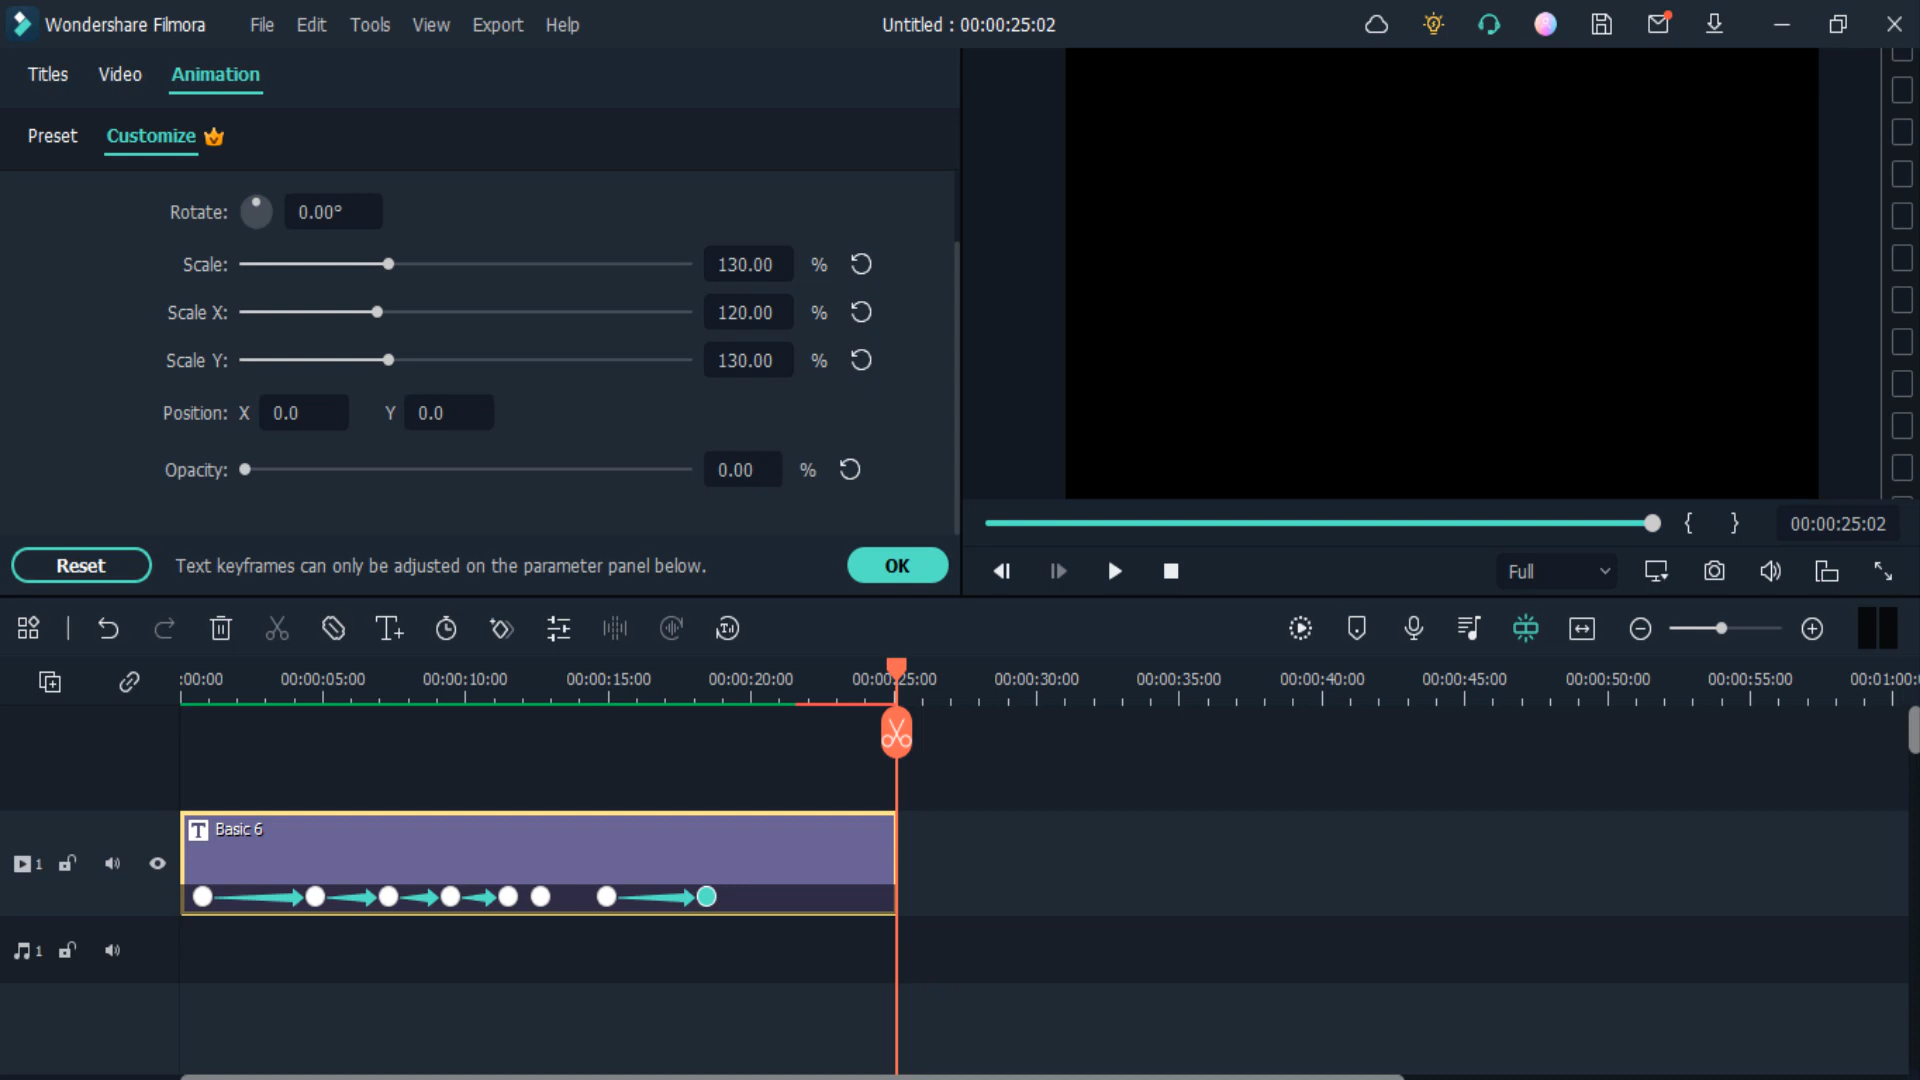 Wondershare Filmora File Edit Tools View Export Help Untitled : 00:00:25:02
Titles Video Animation
Preset Customize
Rotate: 0.00°
Scale: 130.00 %
Scale X: 120.00 %
Scale Y: 130.00 %
Position: X 0.0 Y 0.0
Opacity: 0.00 %
{ } 00:00:25:02
Reset Text keyframes can only be adjusted on the parameter panel below. OK
Full
:00:00 00:00:05:00 00:00:10:00 00:00:15:00 00:00:20:00 00:00:25:00 00:00:30:00 00:00:35:00 00:00:40:00 00:00:45:00 00:00:50:00 00:00:55:00 00:01:00:
T Basic 6
1
1